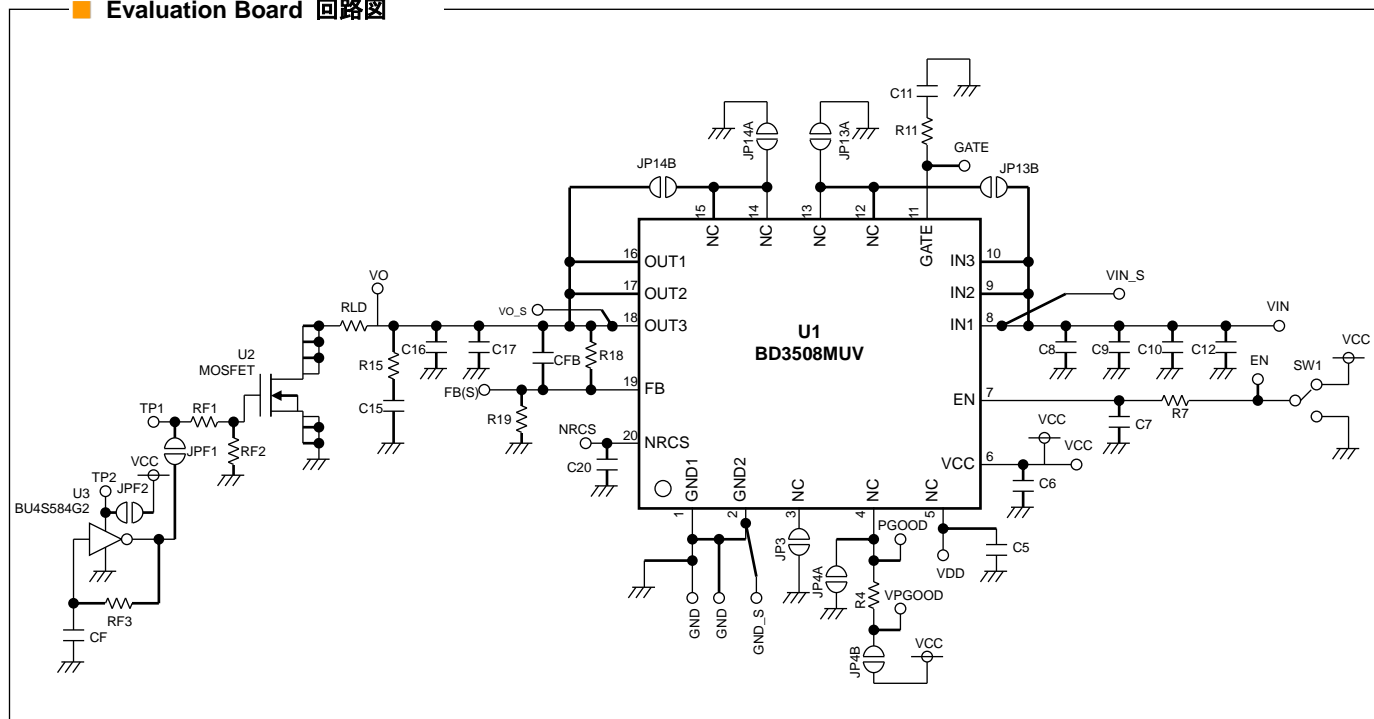 ■ Evaluation Board 回路図
C11
R11
GATE
JP14A
JP13A
JP14B
JP13B
15
14
13
12
11
NC
NC
NC
NC
GATE
16
OUT1
IN3
10
17
OUT2
IN2
9
VO
VO_S
18
OUT3
IN1
8
VIN_S
VIN
U1
BD3508MUV
RLD
U2
MOSFET
R15
C16
C17
CFB
R18
C8
C9
C10
C12
VCC
EN
SW1
FB(S)
19
FB
C15
R19
EN
7
C7
R7
TP1
RF1
RF2
JPF1
VCC
TP2
JPF2
U3
BU4S584G2
NRCS
20
NRCS
C20
VCC
VCC
VCC
6
C6
GND1
GND2
NC
NC
NC
1
2
3
4
5
JP3
JP4A
PGOOD
R4
VPGOOD
VDD
C5
RF3
CF
GND
GND
GND_S
JP4B
VCC